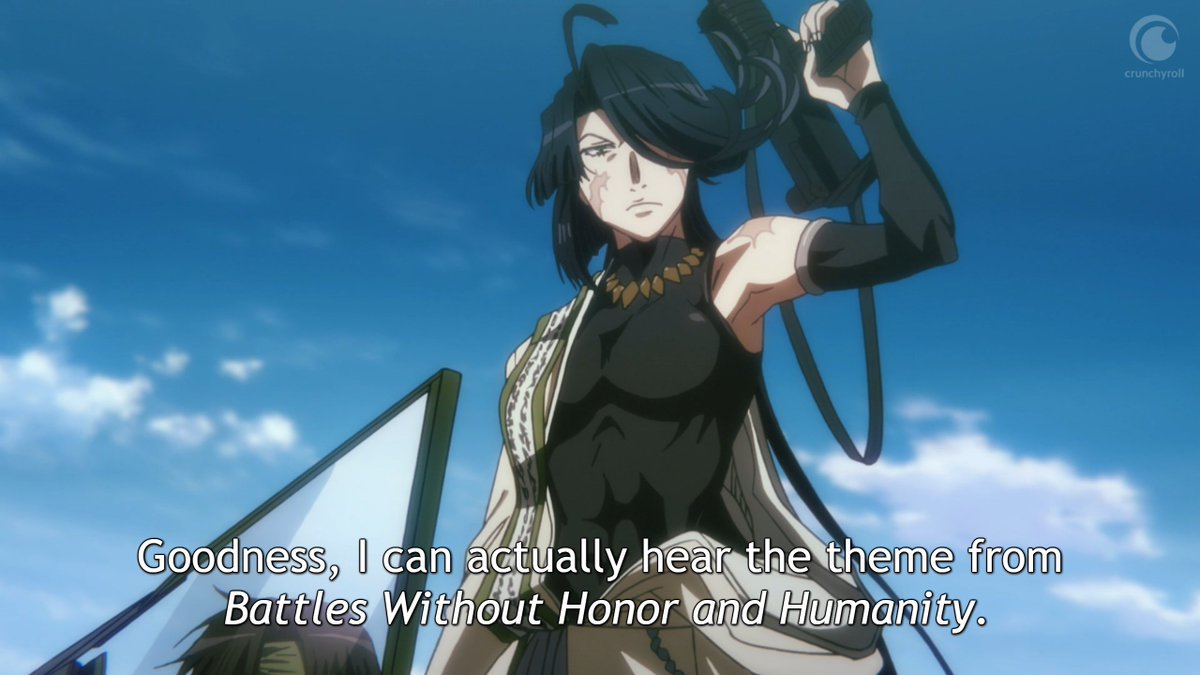 crunchyroll
Goodness, I can actually hear the theme from
Battles Without Honor and Humanity.